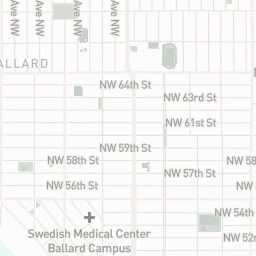 Ave NW
Ave NW
Ave NW
Ave NW
ALLARD
NW 64th St
N
NW 63rd St
NW 61st St
NW 59th St
NW 58th St
NW 58
NW 57th St
NW 56th St
NW 54th
Swedish Medical Center
Ballard Campus
NW 52n